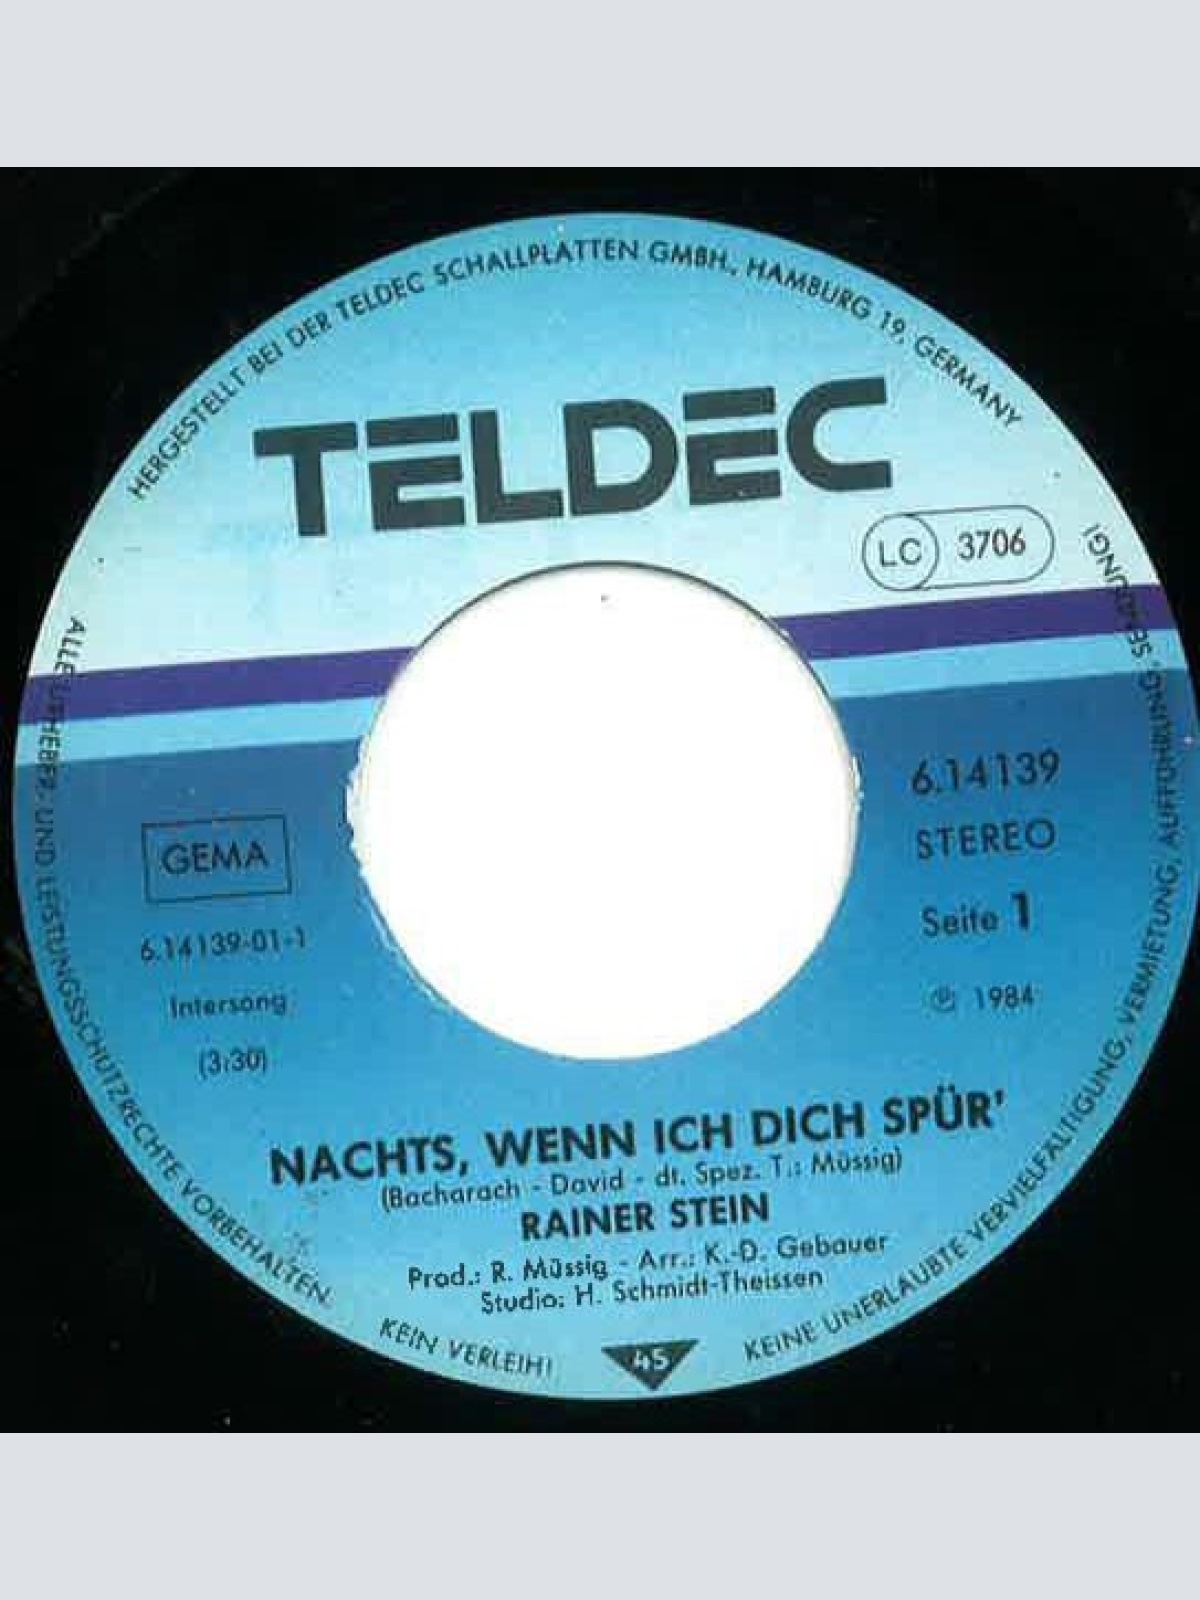 HERGESTELLT BEI DER TELDEC SCHALLPLATTEN GMBH., HAMBURG 19, GERMANY
TELDEC
LC 3706
GEMA
6.14139-01-1
Intersong
(3:30)
6.14139
STEREO
Seite 1
℗ 1984
NACHTS, WENN ICH DICH SPÜR'
(Bacharach - David - dt. Spez. T.: Müssig)
RAINER STEIN
Prod.: R. Müssig - Arr.: K.-D. Gebauer
Studio: H. Schmidt-Theissen
45
ALLE URHEBER- UND LEISTUNGSSCHUTZRECHTE VORBEHALTEN.
KEIN VERLEIH!
KEINE UNERLAUBTE VERVIELFÄLTIGUNG, VERMIETUNG, AUFFÜHRUNG, SENDUNG!